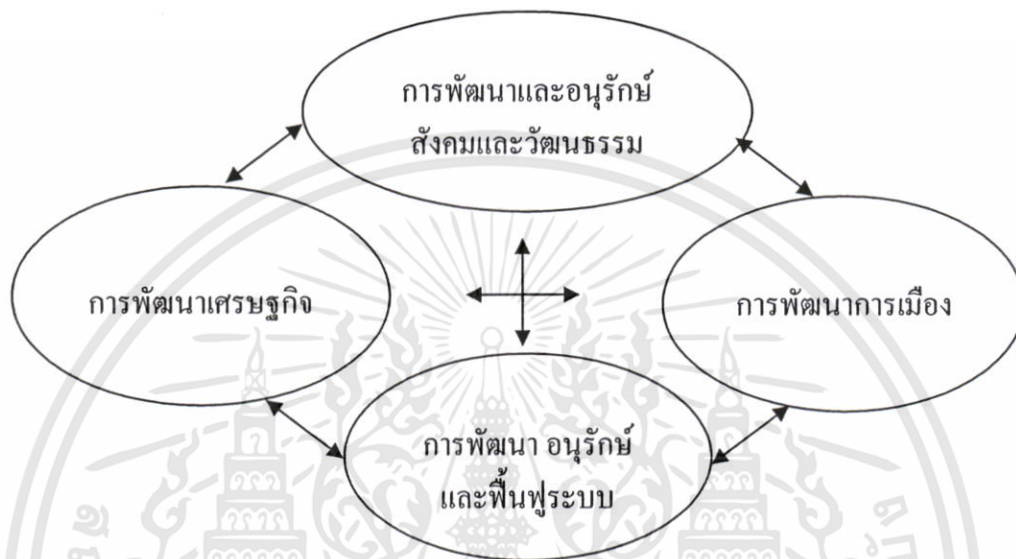 การพัฒนาและอนุรักษ์
สังคมและวัฒนธรรม
การพัฒนาเศรษฐกิจ
การพัฒนาการเมือง
การพัฒนา อนุรักษ์
และฟื้นฟูระบบ